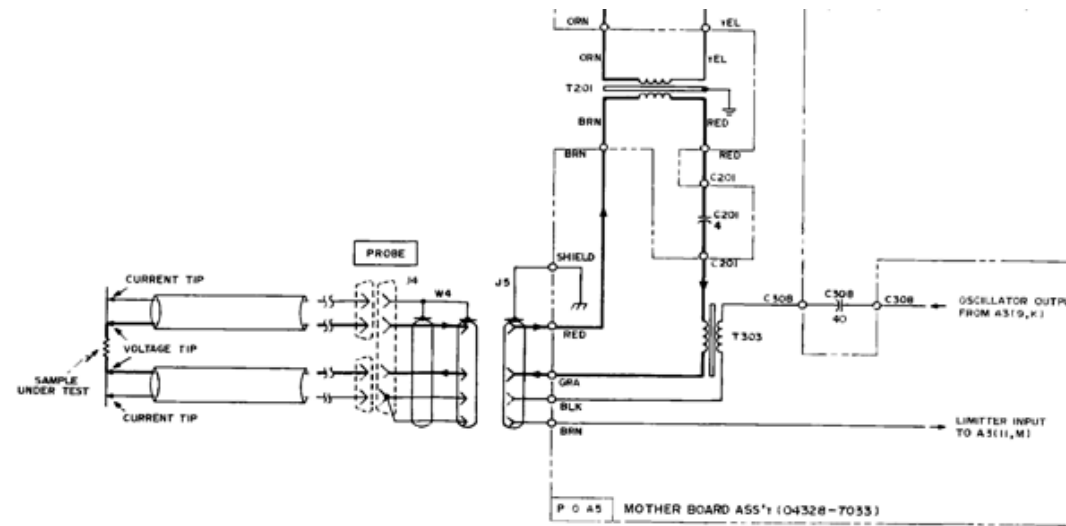 ORN
YEL
ORN
YEL
T201
BRN
RED
BRN
RED
C201
C201
4
C201
PROBE
SHIELD
CURRENT TIP
J4
W4
J5
C308
C308
C308
40
OSCILLATOR OUTPU
FROM A3(9,K)
RED
T303
VOLTAGE TIP
SAMPLE
UNDER TEST
GRA
BLK
CURRENT TIP
BRN
LIMITTER INPUT
TO A3(11,M)
P O A5
MOTHER BOARD ASS'Y (04328-7033)